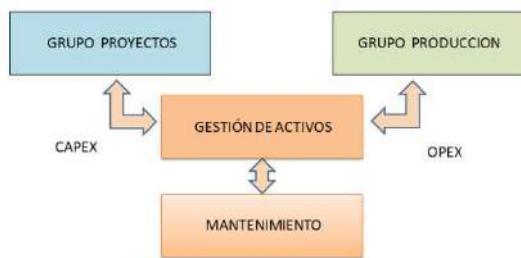 GRUPO PROYECTOS
GRUPO PRODUCCION
GESTIÓN DE ACTIVOS
CAPEX
OPEX
MANTENIMIENTO